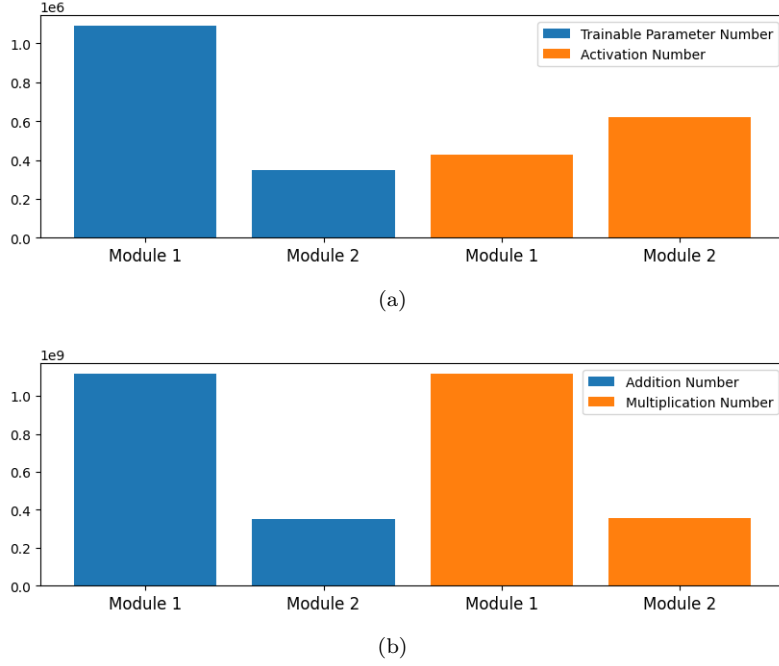 1e6
Trainable Parameter Number
Activation Number
1.0
0.8
0.6
0.4
0.2
0.0
Module 1 Module 2 Module 1 Module 2
(a)
1e9
Addition Number
Multiplication Number
1.0
0.8
0.6
0.4
0.2
0.0
Module 1 Module 2 Module 1 Module 2
(b)